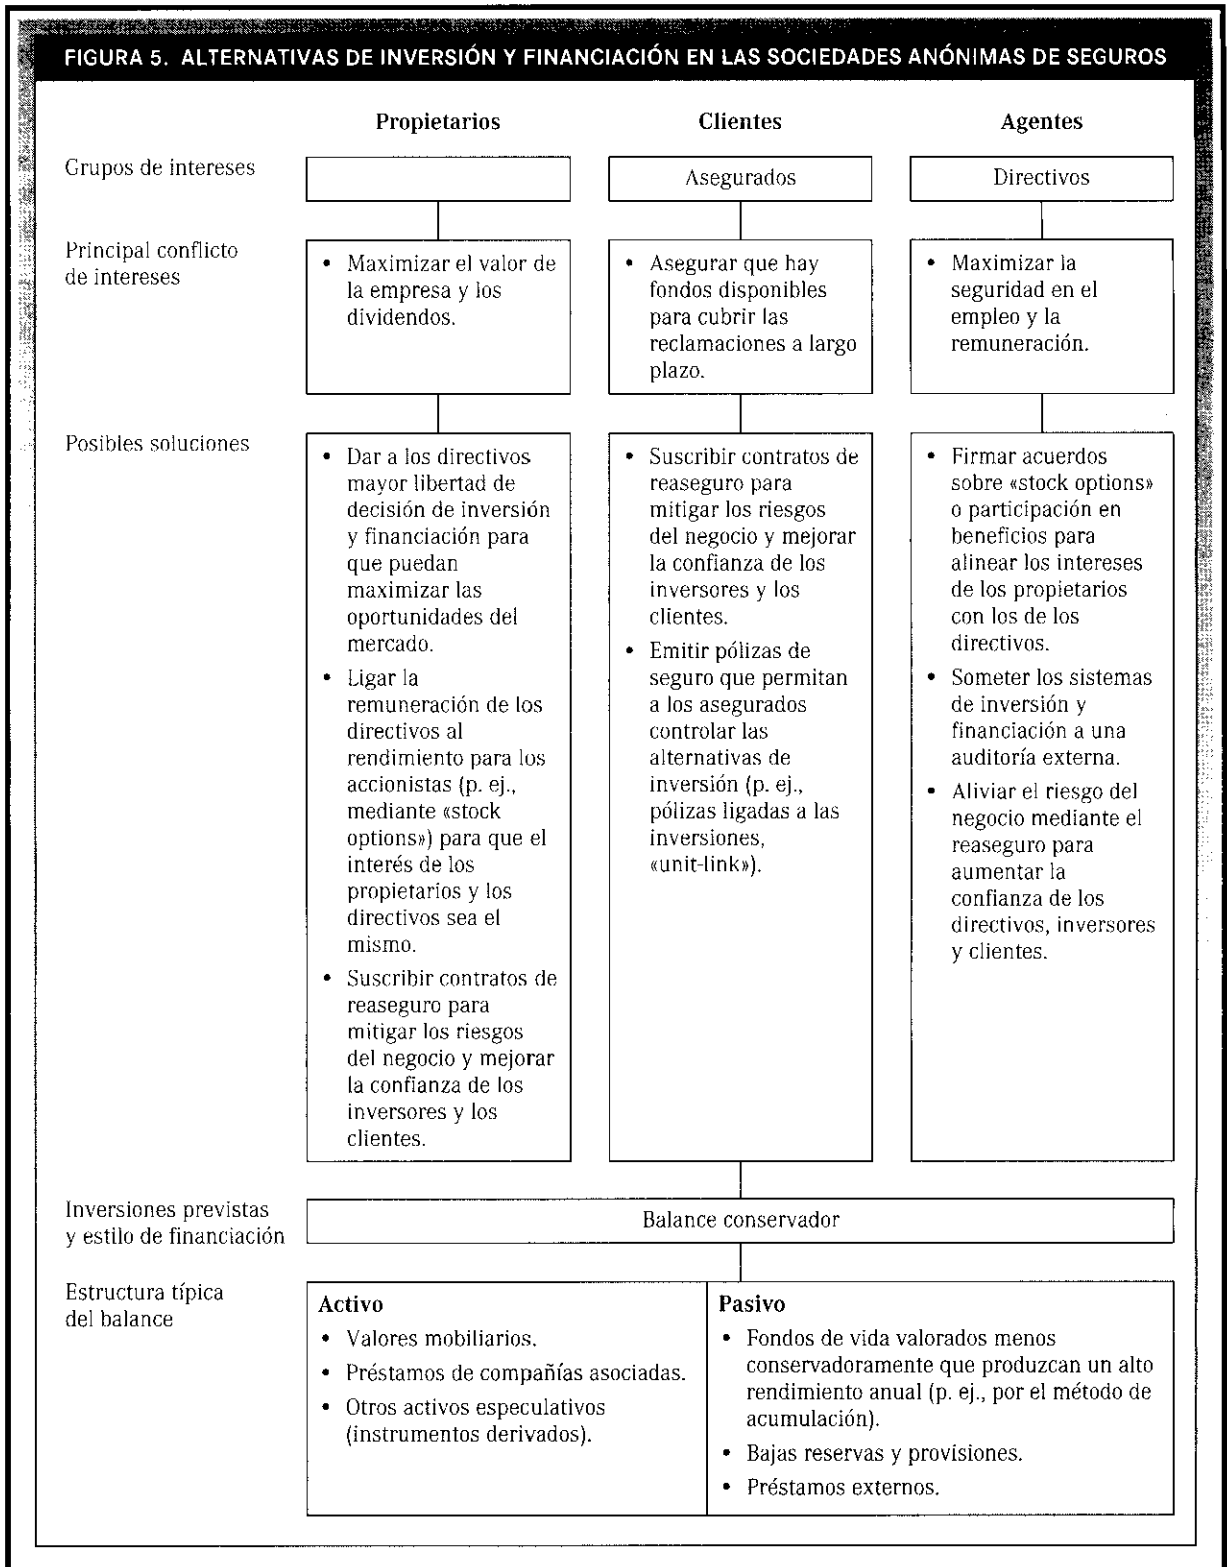 FIGURA 5. ALTERNATIVAS DE INVERSIÓN Y FINANCIACIÓN EN LAS SOCIEDADES ANÓNIMAS DE SEGUROS
Propietarios
Clientes
Agentes
Grupos de intereses
Asegurados
Directivos
Principal conflicto
de intereses
• Maximizar el valor de
la empresa y los
dividendos.
• Asegurar que hay
fondos disponibles
para cubrir las
reclamaciones a largo
plazo.
• Maximizar la
seguridad en el
empleo y la
remuneración.
Posibles soluciones
• Dar a los directivos
mayor libertad de
decisión de inversión
y financiación para
que puedan
maximizar las
oportunidades del
mercado.
• Ligar la
remuneración de los
directivos al
rendimiento para los
accionistas (p. ej.,
mediante «stock
options») para que el
interés de los
propietarios y los
directivos sea el
mismo.
• Suscribir contratos de
reaseguro para
mitigar los riesgos
del negocio y mejorar
la confianza de los
inversores y los
clientes.
• Suscribir contratos de
reaseguro para
mitigar los riesgos
del negocio y mejorar
la confianza de los
inversores y los
clientes.
• Emitir pólizas de
seguro que permitan
a los asegurados
controlar las
alternativas de
inversión (p. ej.,
pólizas ligadas a las
inversiones,
«unit-link»).
• Firmar acuerdos
sobre «stock options»
o participación en
beneficios para
alinear los intereses
de los propietarios
con los de los
directivos.
• Someter los sistemas
de inversión y
financiación a una
auditoría externa.
• Aliviar el riesgo del
negocio mediante el
reaseguro para
aumentar la
confianza de los
directivos, inversores
y clientes.
Inversiones previstas
y estilo de financiación
Balance conservador
Estructura típica
del balance
Activo
• Valores mobiliarios.
• Préstamos de compañías asociadas.
• Otros activos especulativos
(instrumentos derivados).
Pasivo
• Fondos de vida valorados menos
conservadoramente que produzcan un alto
rendimiento anual (p. ej., por el método de
acumulación).
• Bajas reservas y provisiones.
• Préstamos externos.